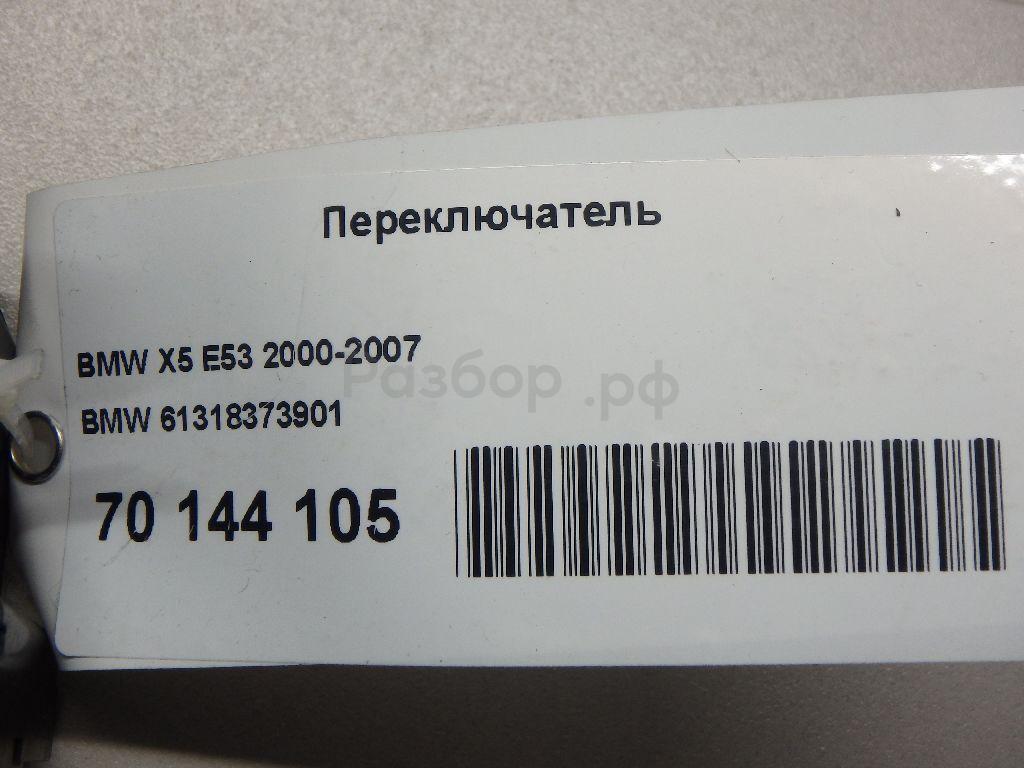 Переключатель
BMW X5 E53 2000-2007
Разбор.рф
BMW 61318373901
70 144 105